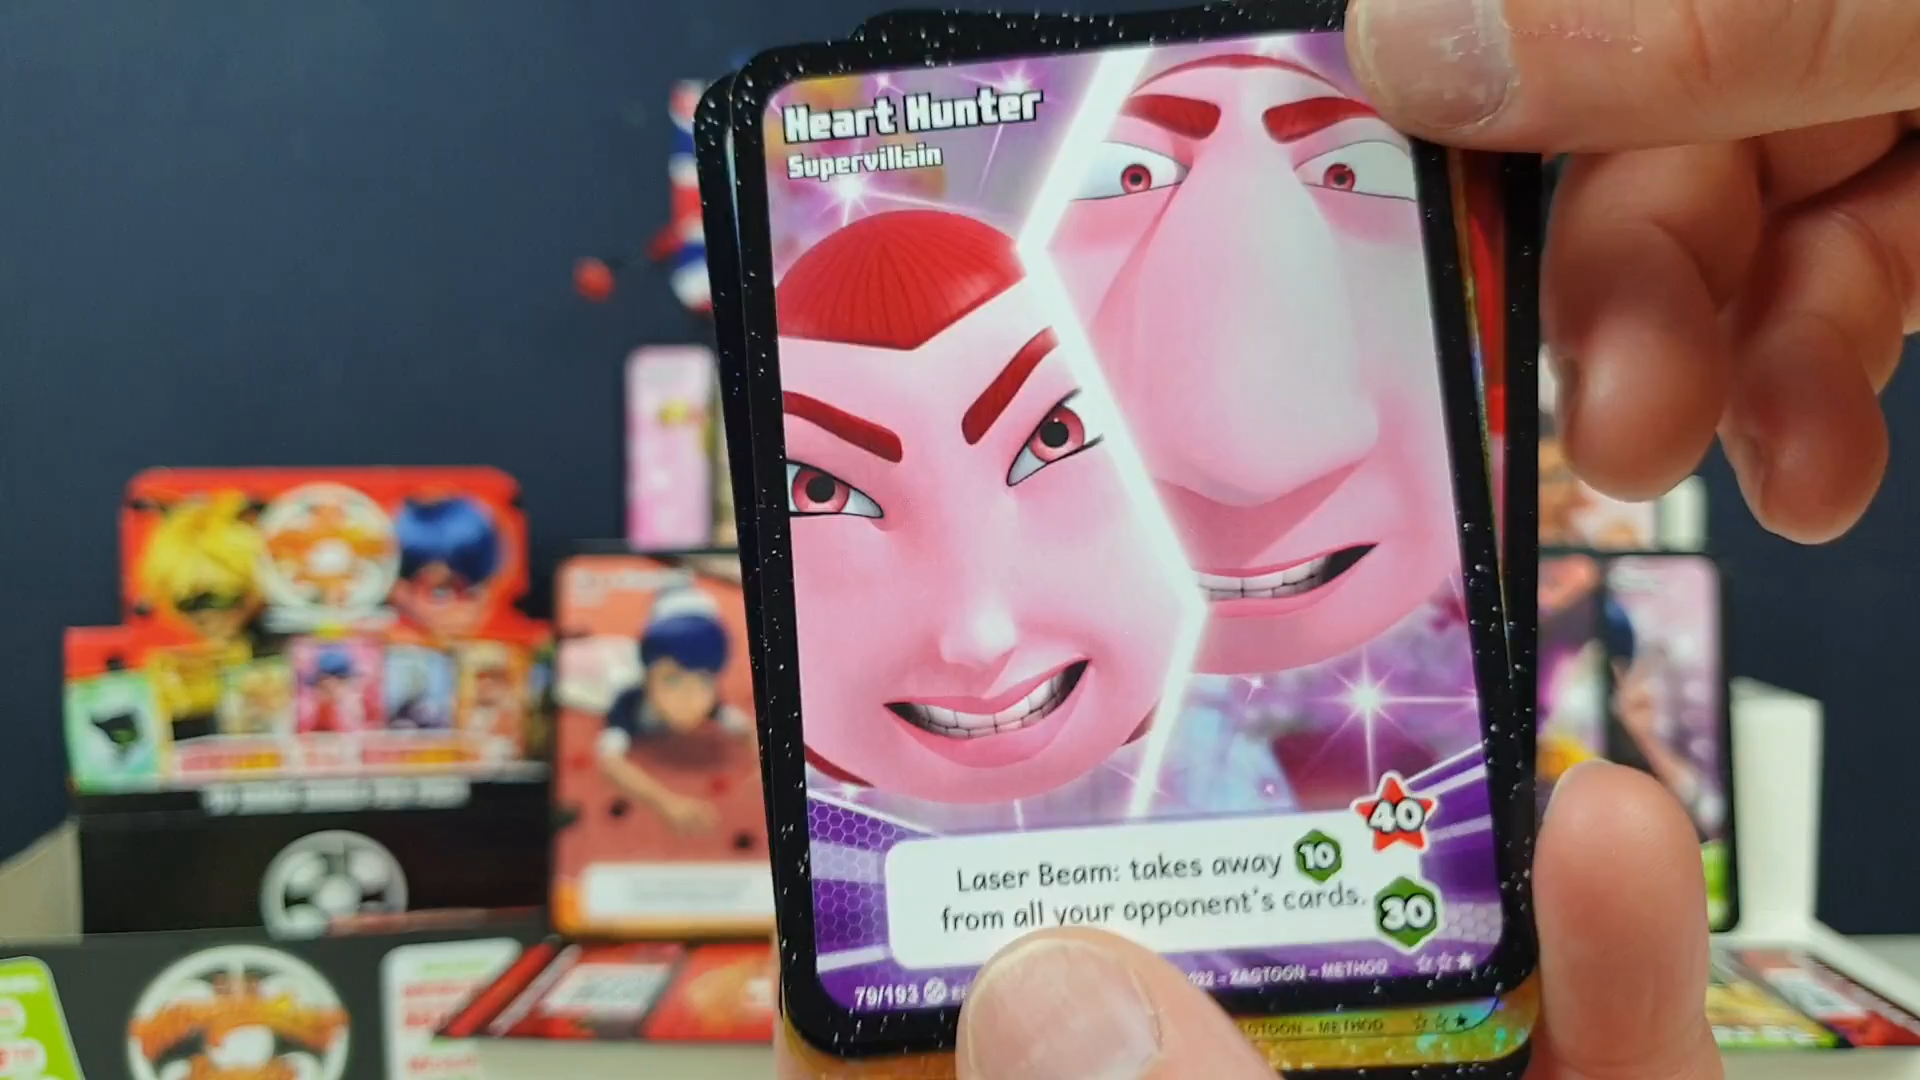 Heart Hunter
Supervillain
40
Laser Beam: takes away 10
from all your opponent's cards.
30
79/193
ZAGTOON - METHOD
METHOD